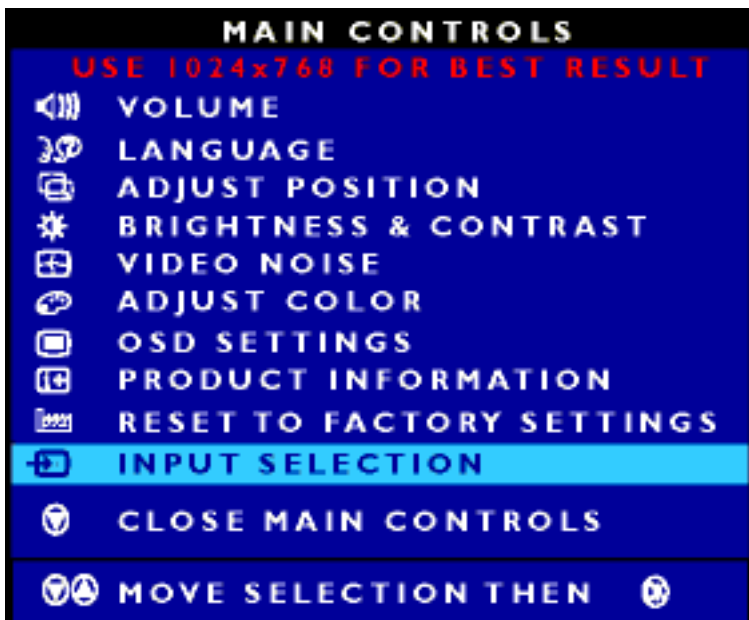 MAIN CONTROLS
USE 1024x768 FOR BEST RESULT
VOLUME
LANGUAGE
ADJUST POSITION
BRIGHTNESS & CONTRAST
VIDEO NOISE
ADJUST COLOR
OSD SETTINGS
PRODUCT INFORMATION
RESET TO FACTORY SETTINGS
INPUT SELECTION
CLOSE MAIN CONTROLS
MOVE SELECTION THEN